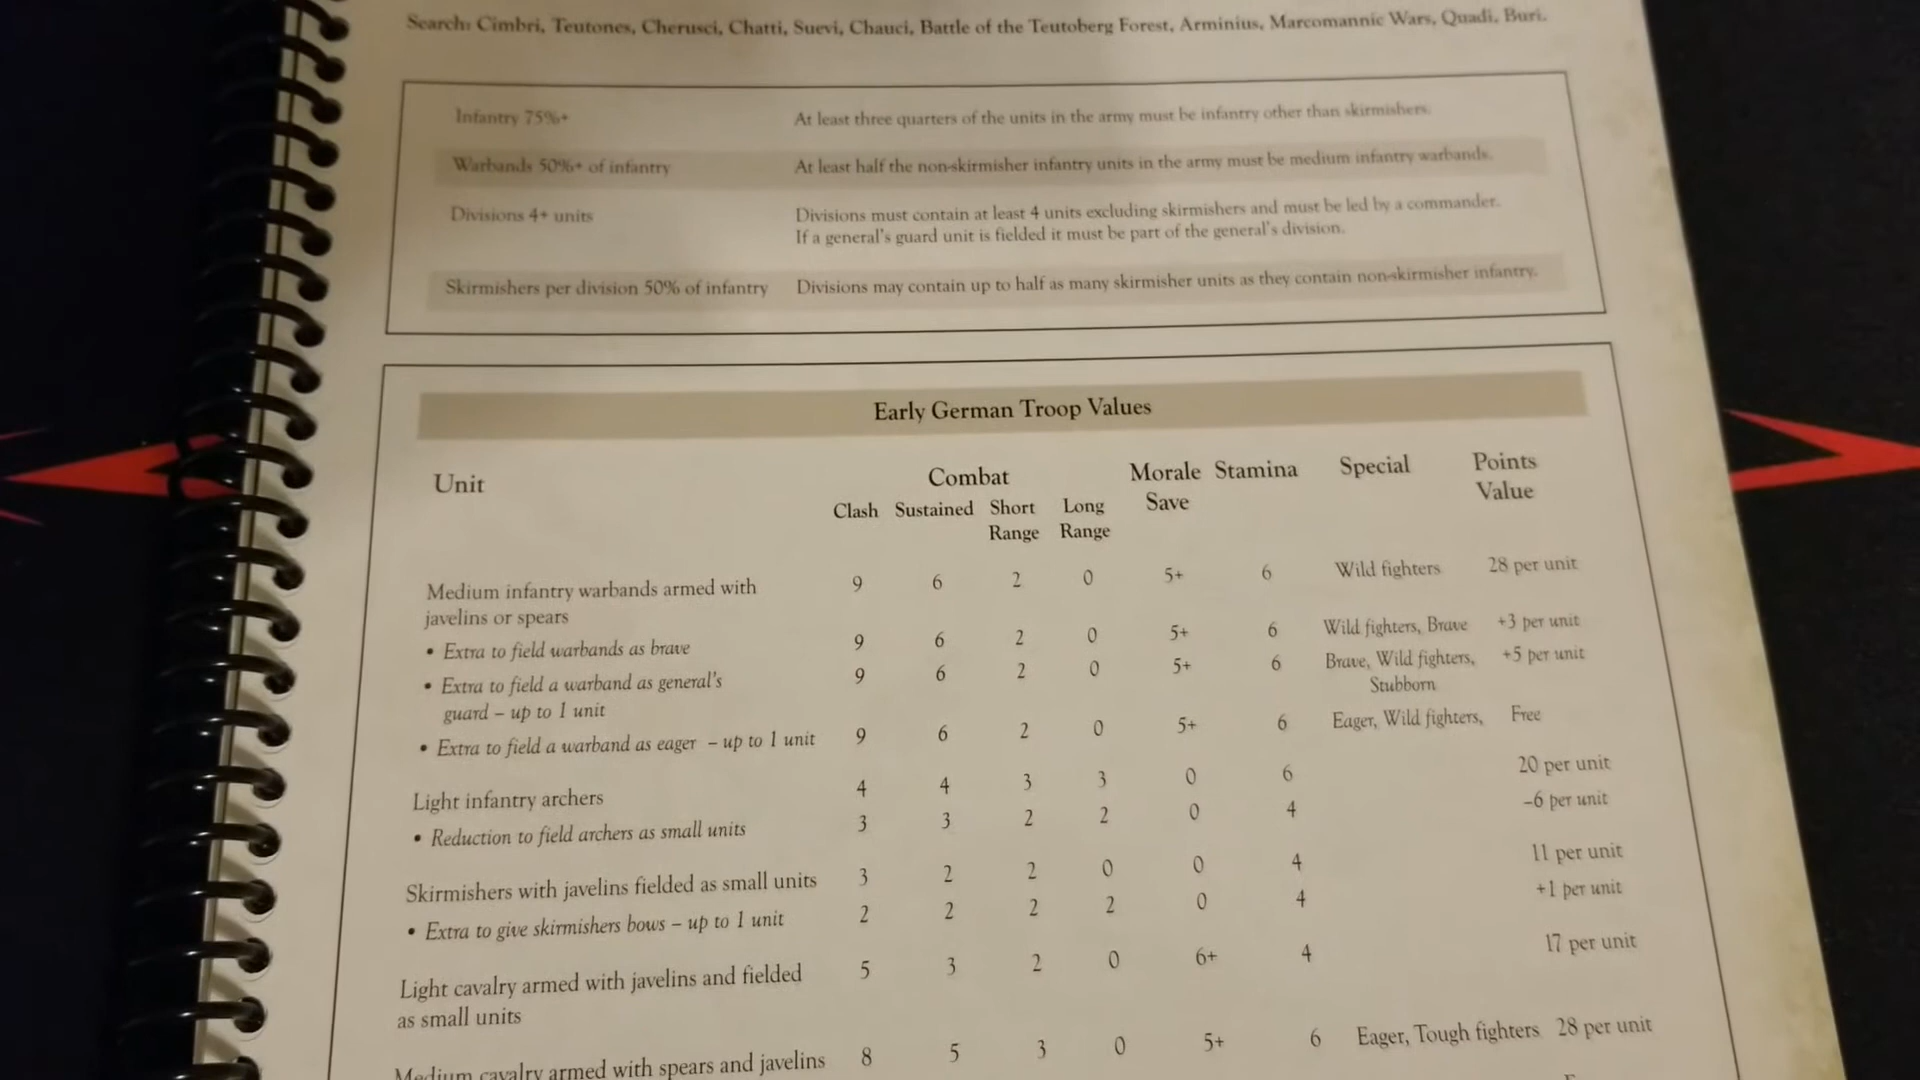 Search: Cimbri, Teutones, Cherusci, Chatti, Suevi, Chauci, Battle of the Teutoberg Forest, Arminius, Marcomannic Wars, Quadi, Buri.
Infantry 75%+ At least three quarters of the units in the army must be infantry other than skirmishers.
Warbands 50%+ of infantry At least half the non-skirmisher infantry units in the army must be medium infantry warbands.
Divisions 4+ units Divisions must contain at least 4 units excluding skirmishers and must be led by a commander.
If a general's guard unit is fielded it must be part of the general's division.
Skirmishers per division 50% of infantry Divisions may contain up to half as many skirmisher units as they contain non-skirmisher infantry.
Early German Troop Values
Unit Combat Morale Stamina Special Points
Clash Sustained Short Long Save Value
Range Range
Medium infantry warbands armed with 9 6 2 0 5+ 6 Wild fighters 28 per unit
javelins or spears
• Extra to field warbands as brave 9 6 2 0 5+ 6 Wild fighters, Brave +3 per unit
• Extra to field a warband as general's 9 6 2 0 5+ 6 Brave, Wild fighters, +5 per unit
guard – up to 1 unit Stubborn
• Extra to field a warband as eager – up to 1 unit 9 6 2 0 5+ 6 Eager, Wild fighters, Free
Light infantry archers 4 4 3 3 0 6 20 per unit
• Reduction to field archers as small units 3 3 2 2 0 4 –6 per unit
Skirmishers with javelins fielded as small units 3 2 2 0 0 4 11 per unit
• Extra to give skirmishers bows – up to 1 unit 2 2 2 2 0 4 +1 per unit
Light cavalry armed with javelins and fielded 5 3 2 0 6+ 4 17 per unit
as small units
Medium cavalry armed with spears and javelins 8 5 3 0 5+ 6 Eager, Tough fighters 28 per unit